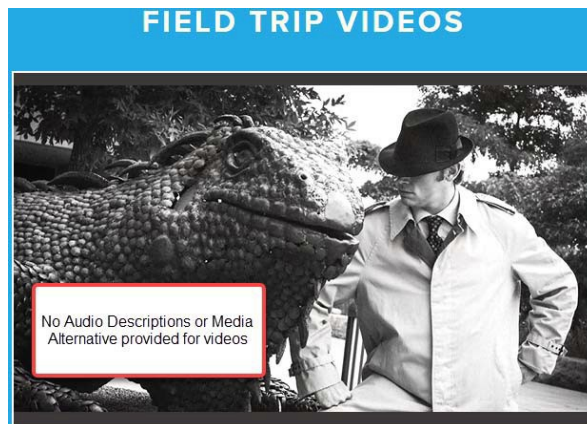 FIELD TRIP VIDEOS
No Audio Descriptions or Media
Alternative provided for videos